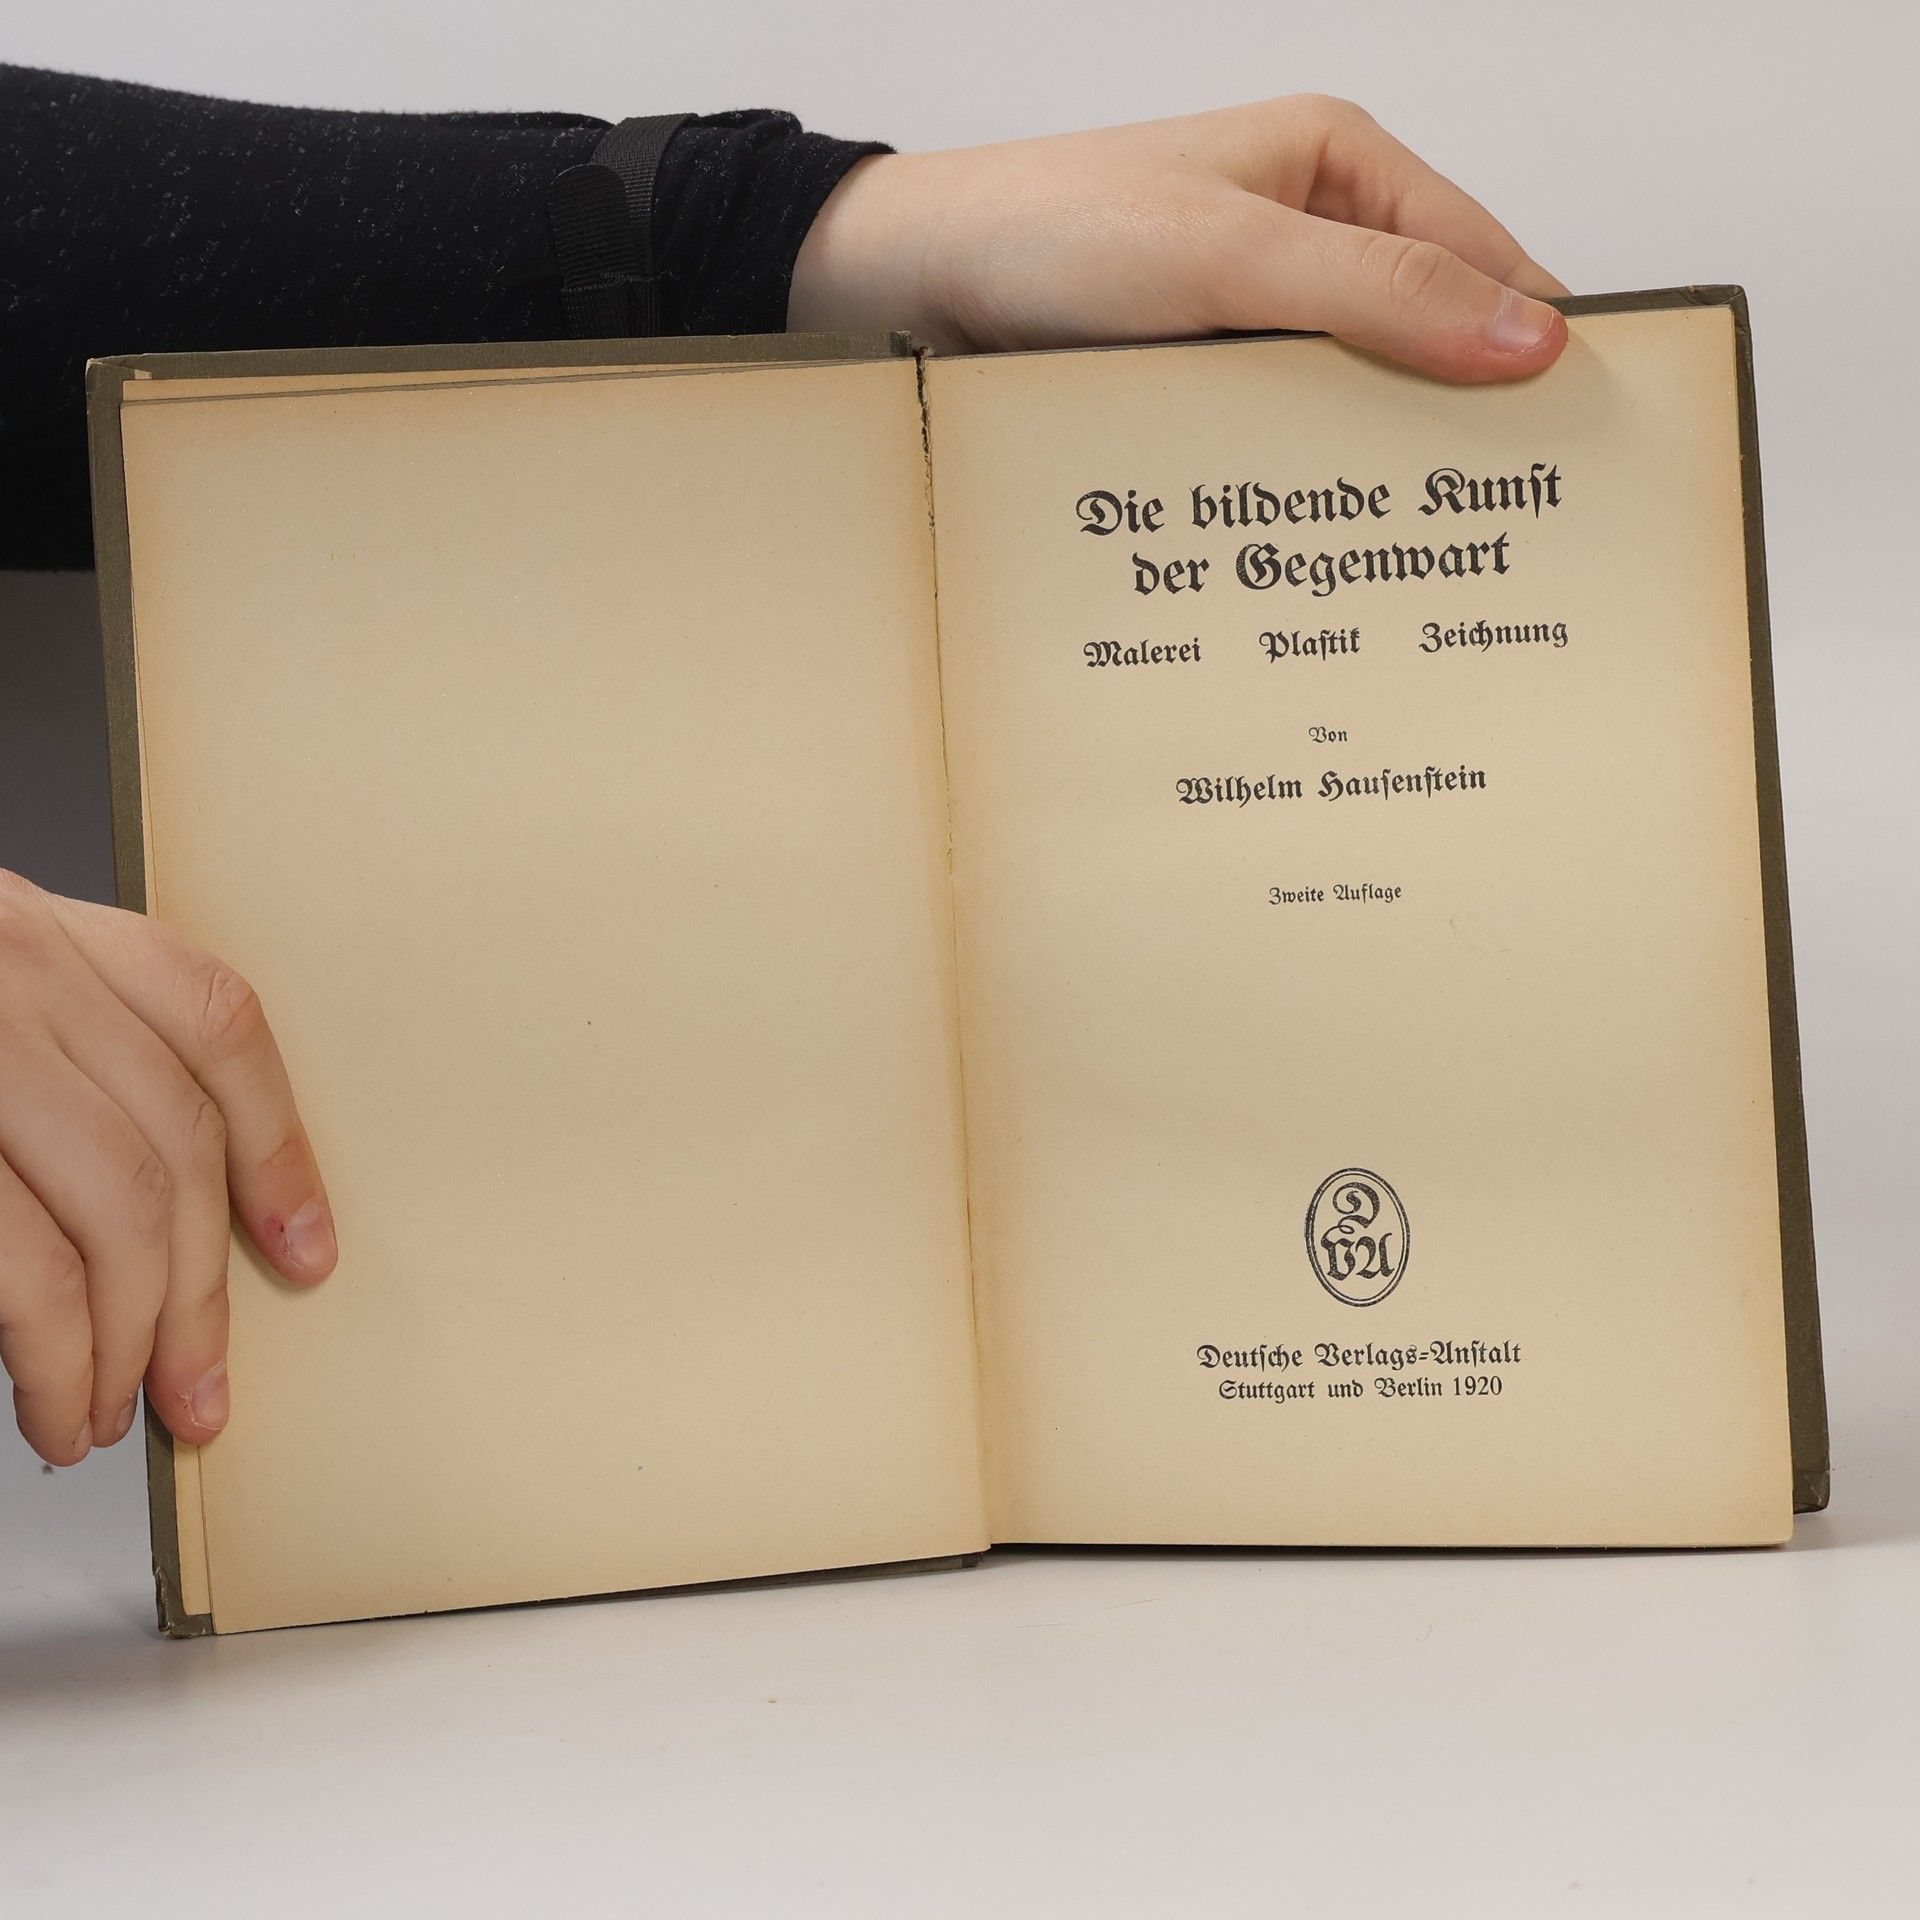 Die bildende Kunſt
der Gegenwart
Malerei Plaſtik Zeichnung
Von
Wilhelm Hauſenſtein
Zweite Auflage
D
VA
Deutſche Verlags=Anſtalt
Stuttgart und Berlin 1920